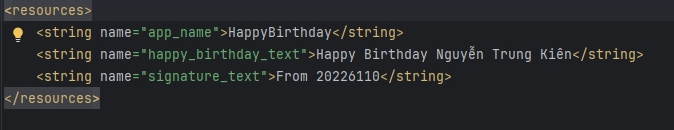 <resources>
<string name="app_name">HappyBirthday</string>
<string name="happy_birthday_text">Happy Birthday Nguyễn Trung Kiên</string>
<string name="signature_text">From 20226110</string>
</resources>